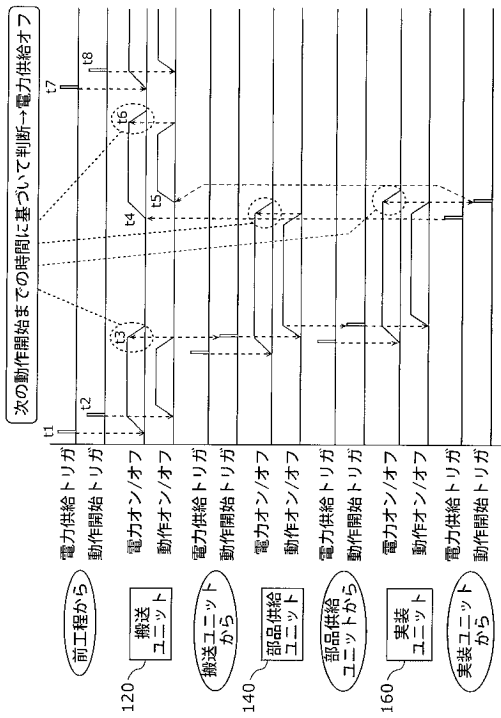 次の動作開始までの時間に基づいて判断→電力供給オフ
t1
t2
t3
t4
t5
t6
t7
t8
前工程から
電力供給トリガ
動作開始トリガ
120
搬送
ユニット
電力オン/オフ
動作オン/オフ
搬送ユニット
から
電力供給トリガ
動作開始トリガ
140
部品供給
ユニット
電力オン/オフ
動作オン/オフ
部品供給
ユニットから
電力供給トリガ
動作開始トリガ
160
実装
ユニット
電力オン/オフ
動作オン/オフ
実装ユニット
から
電力供給トリガ
動作開始トリガ